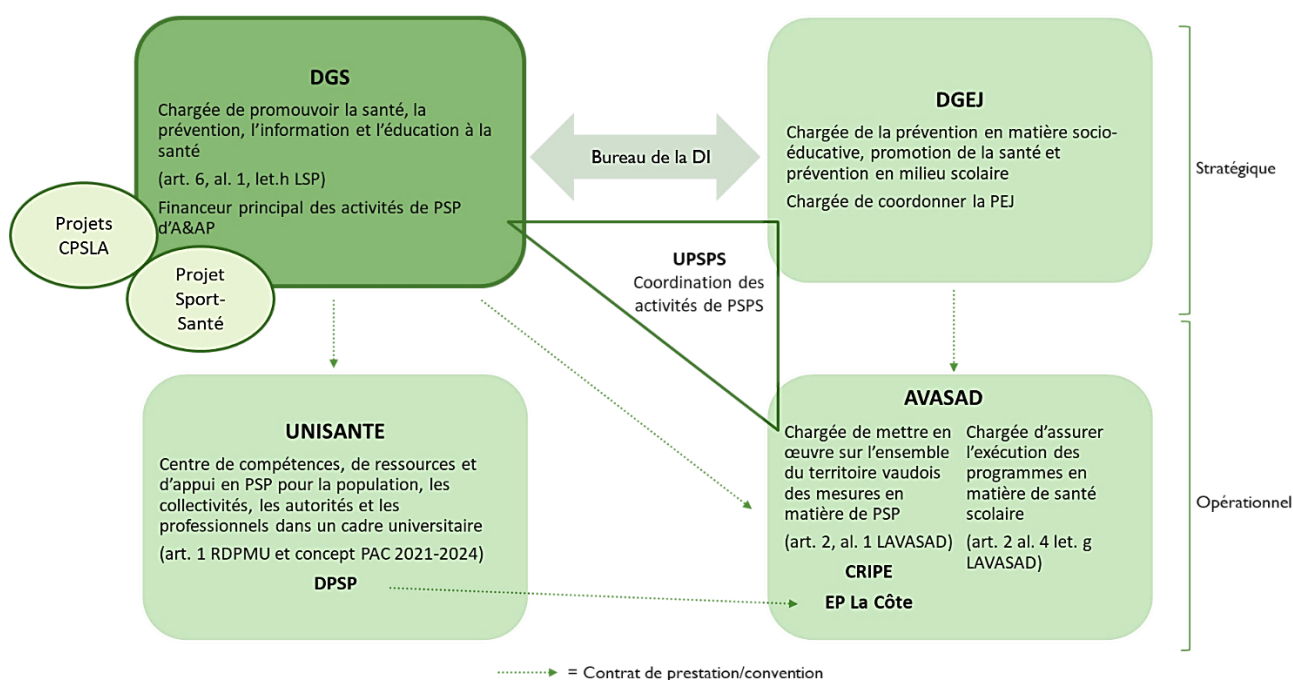 DGS
Chargée de promouvoir la santé, la
prévention, l'information et l'éducation à la
santé
(art. 6, al. 1, let.h LSP)
Financeur principal des activités de PSP
d'A&AP
Projets
CPSLA
Projet
Sport-
Santé
Bureau de la DI
DGEJ
Chargée de la prévention en matière socio-
éducative, promotion de la santé et
prévention en milieu scolaire
Chargée de coordonner la PEJ
Stratégique
UPSPS
Coordination des
activités de PSPS
UNISANTE
Centre de compétences, de ressources et
d'appui en PSP pour la population, les
collectivités, les autorités et les
professionnels dans un cadre universitaire
(art. 1 RDPMU et concept PAC 2021-2024)
DPSP
AVASAD
Chargée de mettre en
œuvre sur l'ensemble
du territoire vaudois
des mesures en
matière de PSP
(art. 2, al. 1 LAVASAD)
CRIPE
EP La Côte
Chargée d'assurer
l'exécution des
programmes en
matière de santé
scolaire
(art. 2 al. 4 let. g
LAVASAD)
Opérationnel
= Contrat de prestation/convention